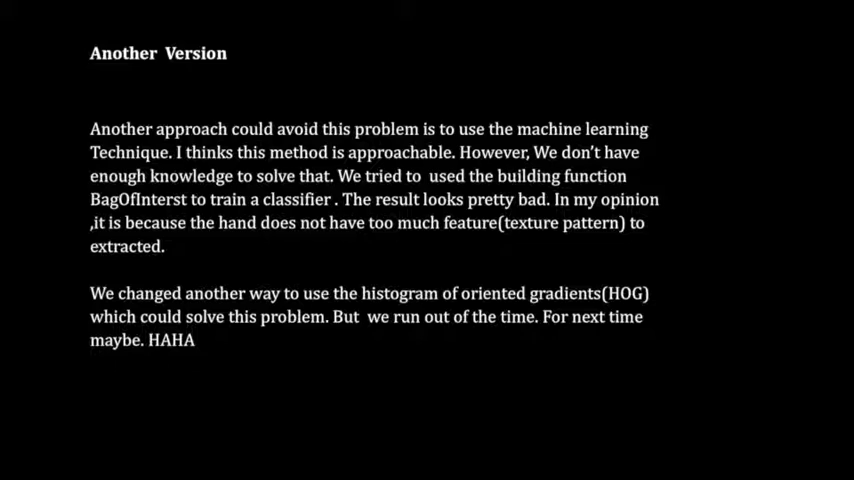 Another Version
Another approach could avoid this problem is to use the machine learning
Technique. I thinks this method is approachable. However, We don't have
enough knowledge to solve that. We tried to used the building function
BagOfInterst to train a classifier . The result looks pretty bad. In my opinion
,it is because the hand does not have too much feature(texture pattern) to
extracted.
We changed another way to use the histogram of oriented gradients(HOG)
which could solve this problem. But we run out of the time. For next time
maybe. HAHA